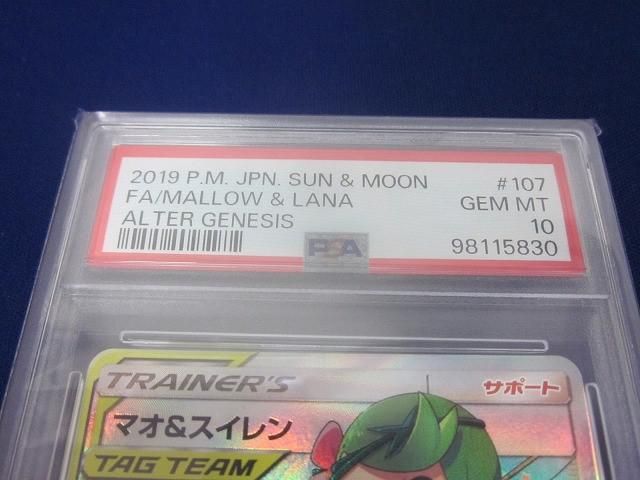 2019 P.M. JPN. SUN & MOON #107
FA/MALLOW & LANA GEM MT
ALTER GENESIS 10
PSA 98115830
TRAINER'S サポート
マオ&スイレン
TAG TEAM